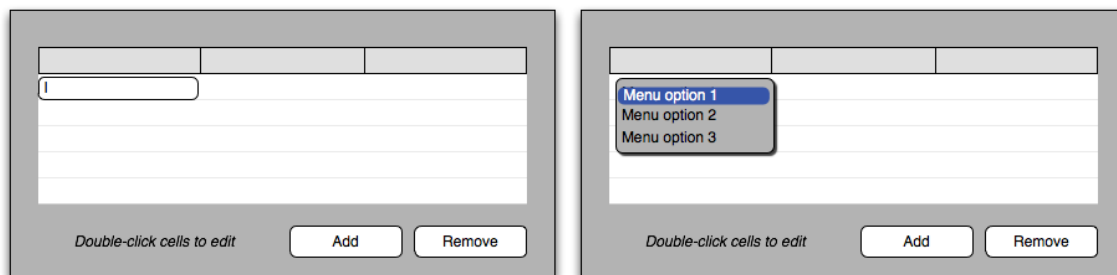 Double-click cells to edit
Add
Remove
Menu option 1
Menu option 2
Menu option 3
Double-click cells to edit
Add
Remove